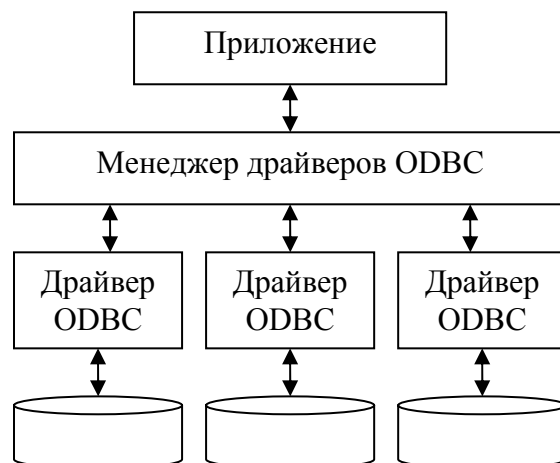 Приложение
Менеджер драйверов ODBC
Драйвер
ODBC
Драйвер
ODBC
Драйвер
ODBC